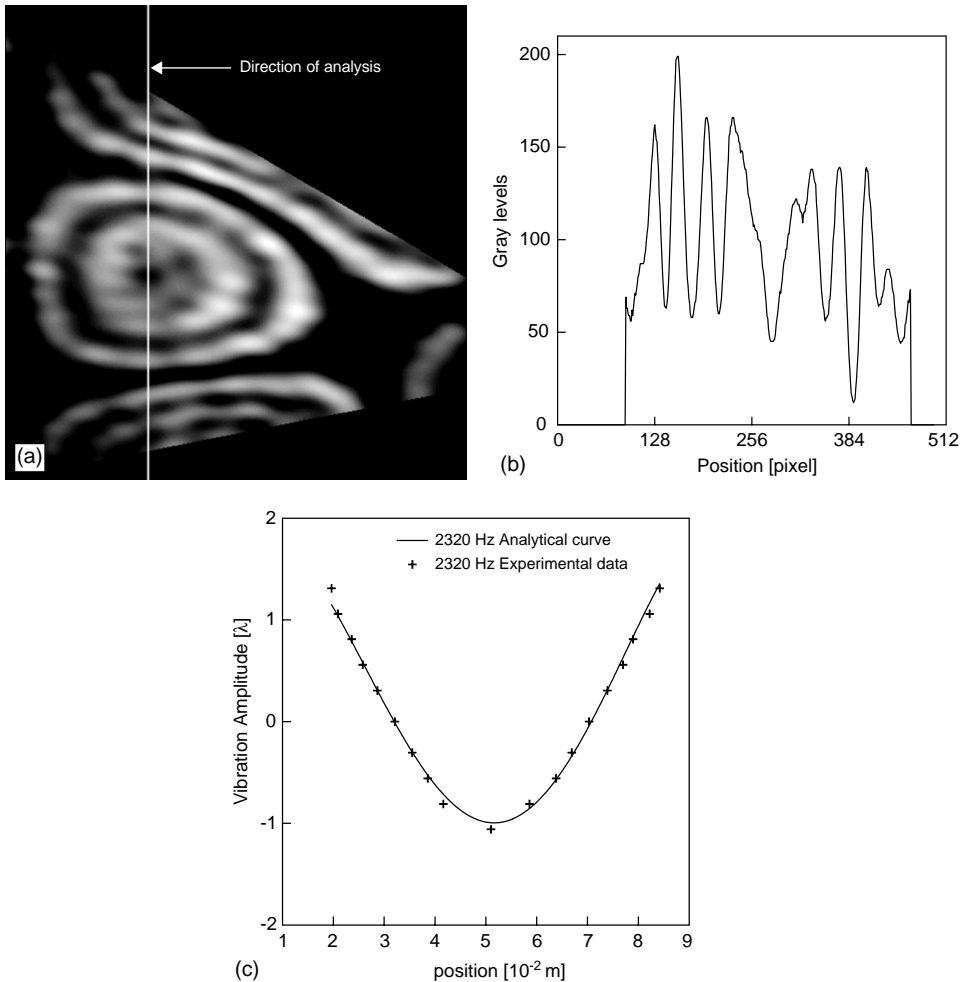 Direction of analysis
(a)
200
150
100
50
0
Gray levels
0 128 256 384 512
Position [pixel]
(b)
2
1
0
-1
-2
Vibration Amplitude [λ]
2320 Hz Analytical curve
2320 Hz Experimental data
1 2 3 4 5 6 7 8 9
position [10⁻² m]
(c)